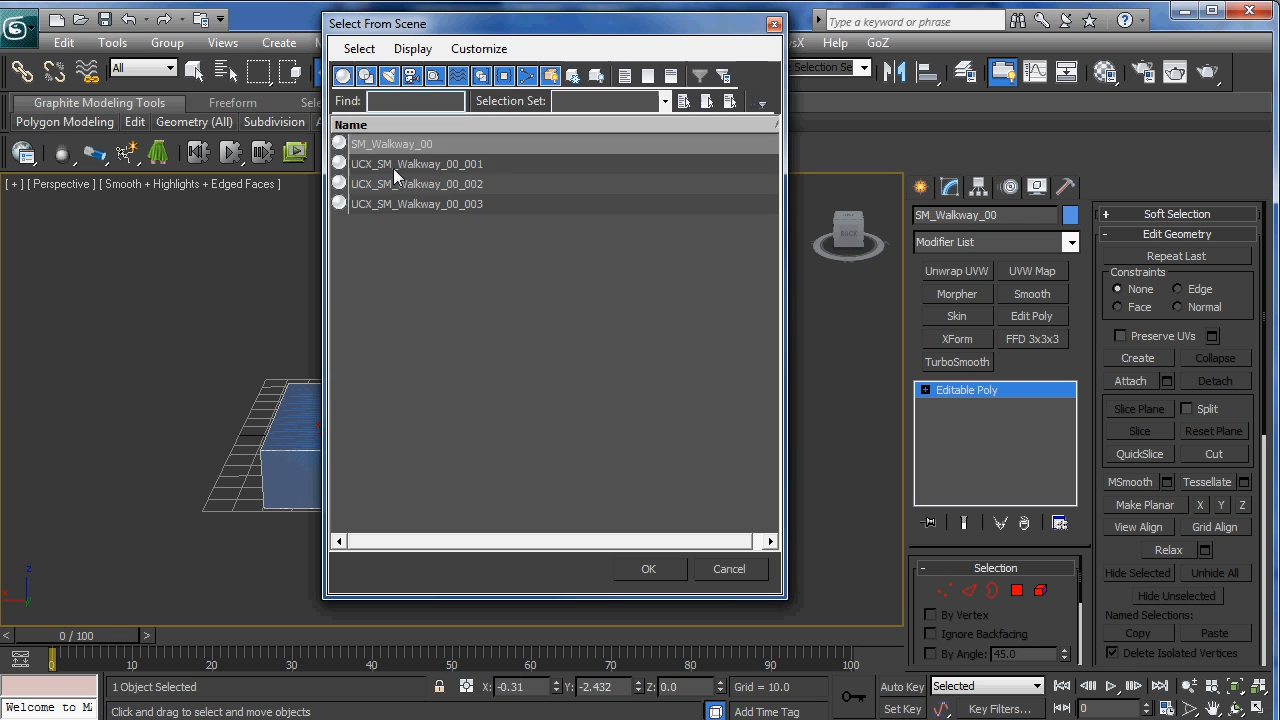 Select From Scene
Type a keyword or phrase
Edit Tools Group Views Create
Select Display Customize
Help GoZ
All
Selection Se
Graphite Modeling Tools Freeform
Find: Selection Set:
Polygon Modeling Edit Geometry (All) Subdivision
Name
SM_Walkway_00
UCX_SM_Walkway_00_001
UCX_SM_Walkway_00_002
UCX_SM_Walkway_00_003
[ + ] [ Perspective ] [ Smooth + Highlights + Edged Faces ]
BACK
SM_Walkway_00
Modifier List
Unwrap UVW UVW Map
Morpher Smooth
Skin Edit Poly
XForm FFD 3x3x3
TurboSmooth
+ Editable Poly
- Selection
By Vertex
Ignore Backfacing
By Angle: 45.0
+ Soft Selection
- Edit Geometry
Repeat Last
Constraints
None Edge
Face Normal
Preserve UVs
Create Collapse
Attach Detach
Slice Plane Split
Slice Reset Plane
QuickSlice Cut
MSmooth Tessellate
Make Planar X Y Z
View Align Grid Align
Relax
Hide Selected Unhide All
Hide Unselected
Named Selections:
Copy Paste
Delete Isolated Vertices
OK Cancel
z
x
< 0 / 100 >
0 10 20 30 40 50 60 70 80 90 100
1 Object Selected X: -0.31 Y: -2.432 Z: 0.0 Grid = 10.0 Auto Key Selected
Welcome to M Click and drag to select and move objects Add Time Tag Set Key Key Filters... 0